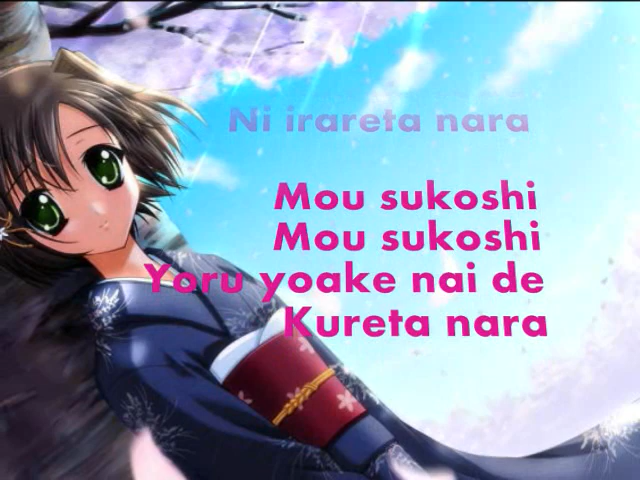 Ni irareta nara
Mou sukoshi
Mou sukoshi
Yoru yoake nai de
Kureta nara